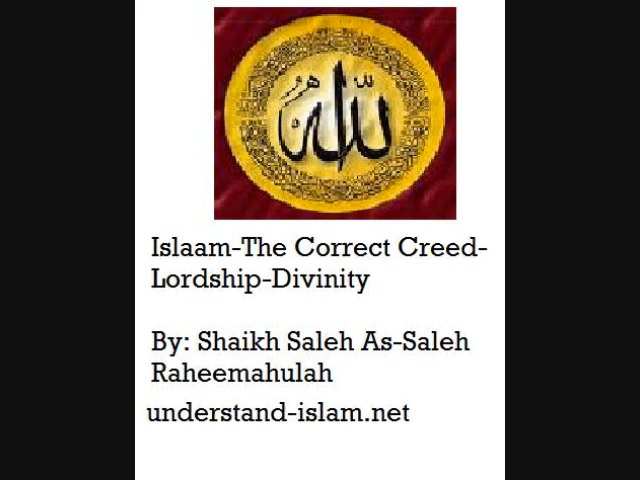 الله
Islaam-The Correct Creed-
Lordship-Divinity
By: Shaikh Saleh As-Saleh
Raheemahulah
understand-islam.net